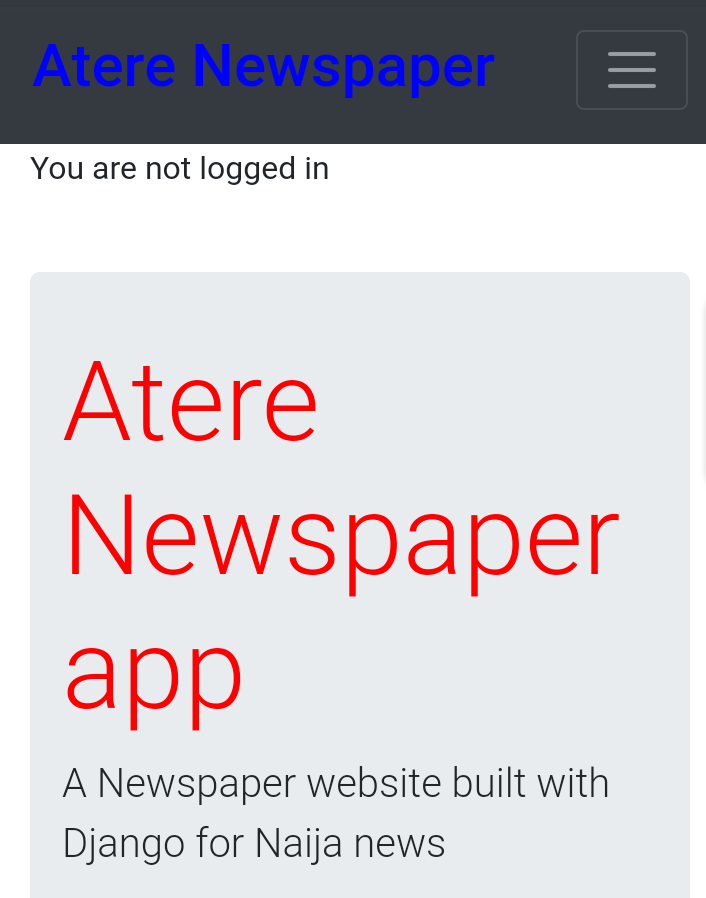 Atere Newspaper
You are not logged in
Atere
Newspaper
app
A Newspaper website built with
Django for Naija news